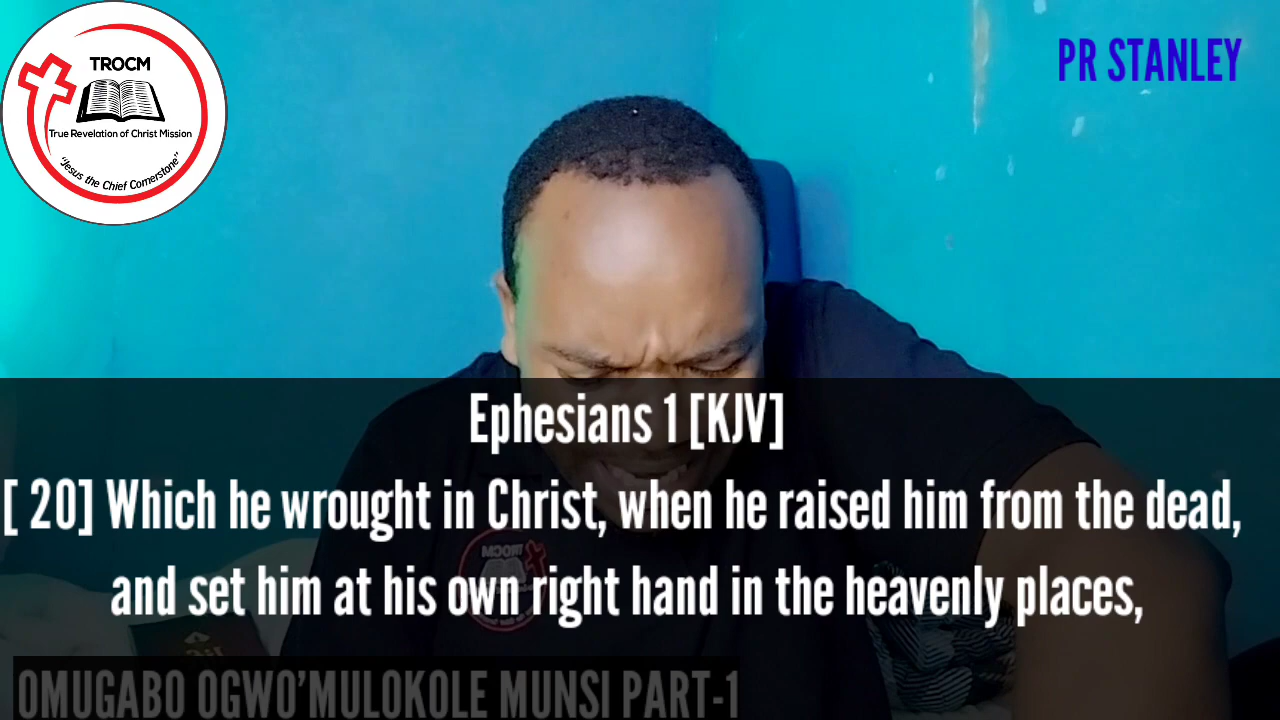 TROCM
True Revelation of Christ Mission
"Jesus the Chief Cornerstone"
PR STANLEY
Ephesians 1 [KJV]
[ 20] Which he wrought in Christ, when he raised him from the dead,
and set him at his own right hand in the heavenly places,
TROCM
OMUGABO OGWO'MULOKOLE MUNSI PART-1